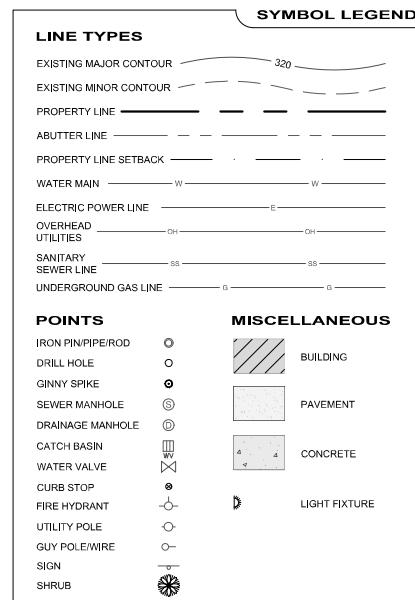 SYMBOL LEGEND
LINE TYPES
EXISTING MAJOR CONTOUR 320
EXISTING MINOR CONTOUR
PROPERTY LINE
ABUTTER LINE
PROPERTY LINE SETBACK
WATER MAIN W W
ELECTRIC POWER LINE E
OVERHEAD
UTILITIES OH OH
SANITARY
SEWER LINE SS SS
UNDERGROUND GAS LINE G G
POINTS
IRON PIN/PIPE/ROD
DRILL HOLE
GINNY SPIKE
SEWER MANHOLE S
DRAINAGE MANHOLE D
CATCH BASIN
WATER VALVE WV
CURB STOP
FIRE HYDRANT
UTILITY POLE
GUY POLE/WIRE
SIGN
SHRUB
MISCELLANEOUS
BUILDING
PAVEMENT
CONCRETE
LIGHT FIXTURE